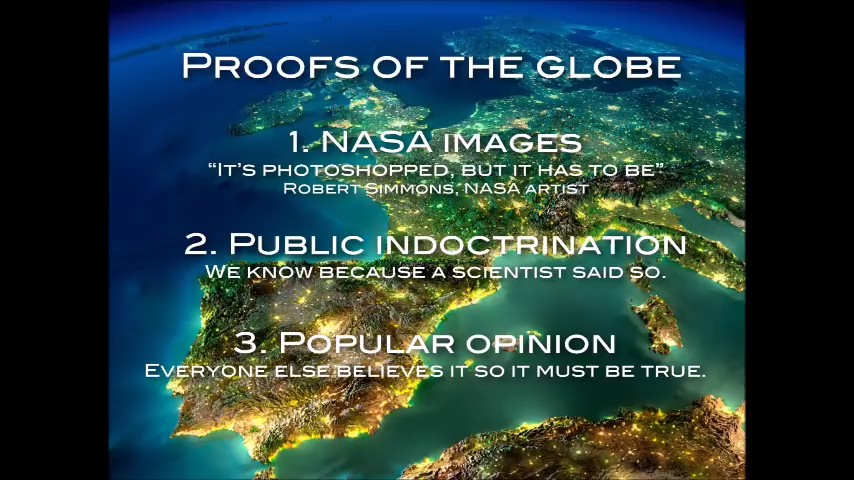 PROOFS OF THE GLOBE
1. NASA IMAGES
“IT’S PHOTOSHOPPED, BUT IT HAS TO BE”
ROBERT SIMMONS, NASA ARTIST
2. PUBLIC INDOCTRINATION
WE KNOW BECAUSE A SCIENTIST SAID SO.
3. POPULAR OPINION
EVERYONE ELSE BELIEVES IT SO IT MUST BE TRUE.